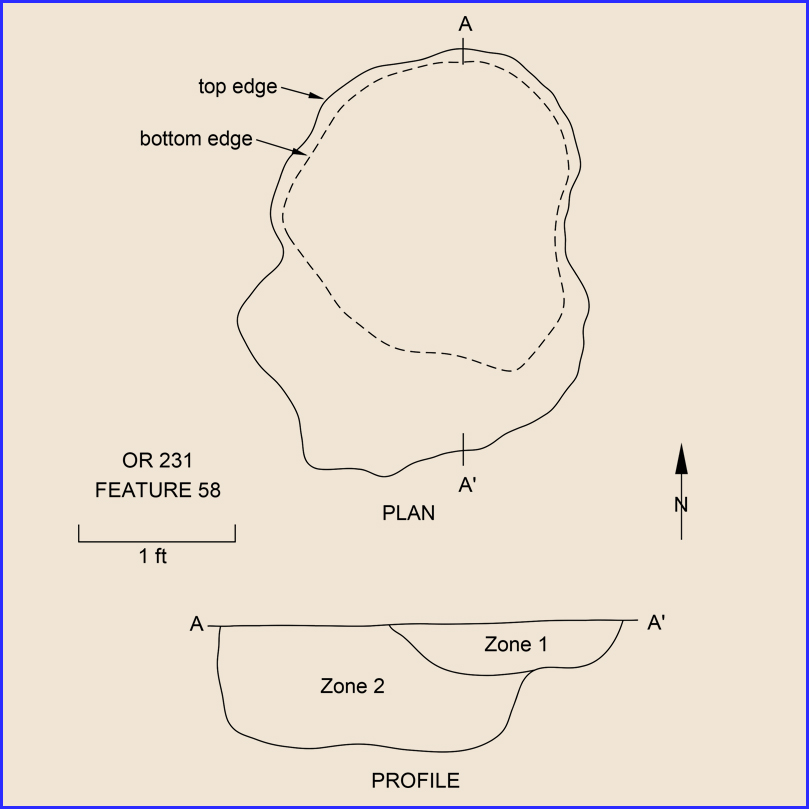 A
top edge
bottom edge
OR 231
FEATURE 58
A'
PLAN
N
1 ft
A
A'
Zone 1
Zone 2
PROFILE